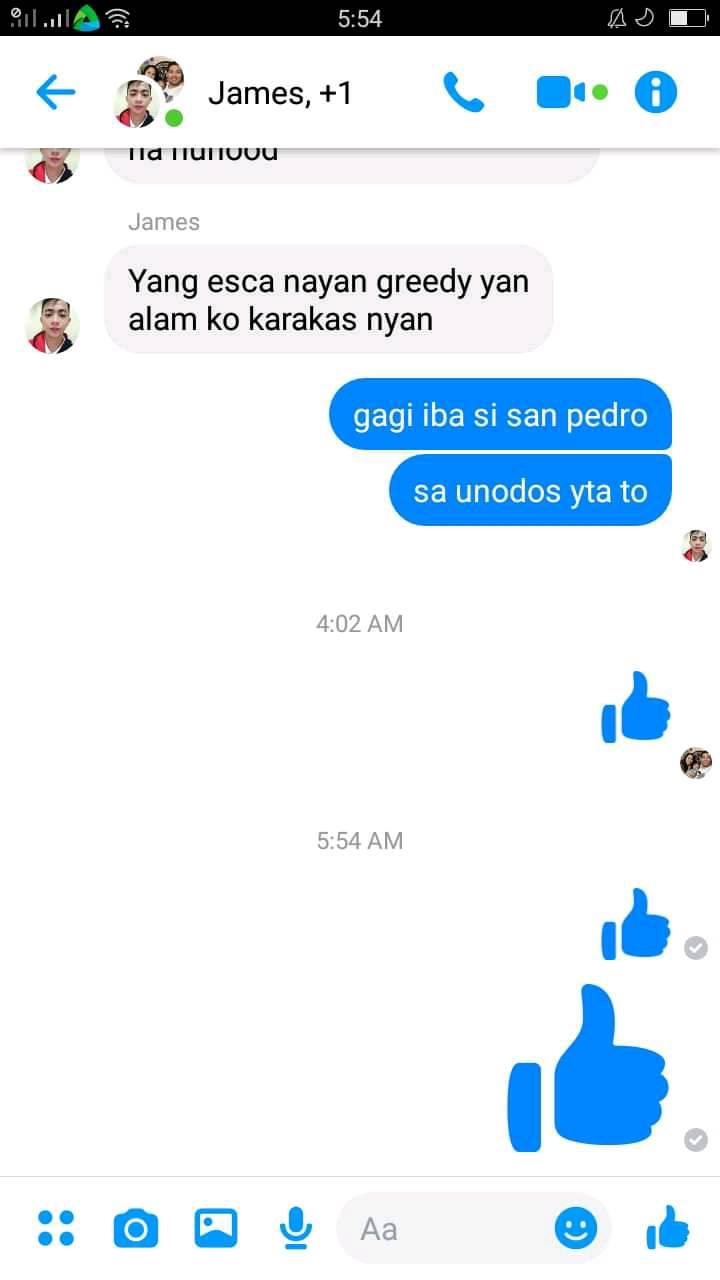 5:54
James, +1
James
Yang esca nayan greedy yan
alam ko karakas nyan
gagi iba si san pedro
sa unodos yta to
4:02 AM
5:54 AM
Aa